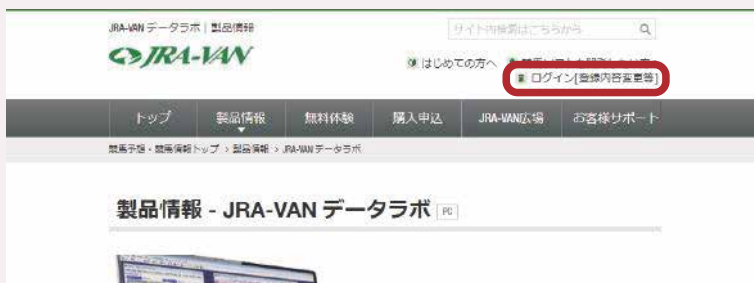 JRA-VAN データラボ｜製品情報
サイト内検索はこちらから
JRA-VAN
はじめての方へ
ログイン[登録内容変更等]
トップ 製品情報 無料体験 購入申込 JRA-VAN広場 お客様サポート
競馬予想・競馬情報トップ > 製品情報 > JRA-VAN データラボ
製品情報 - JRA-VAN データラボ PC